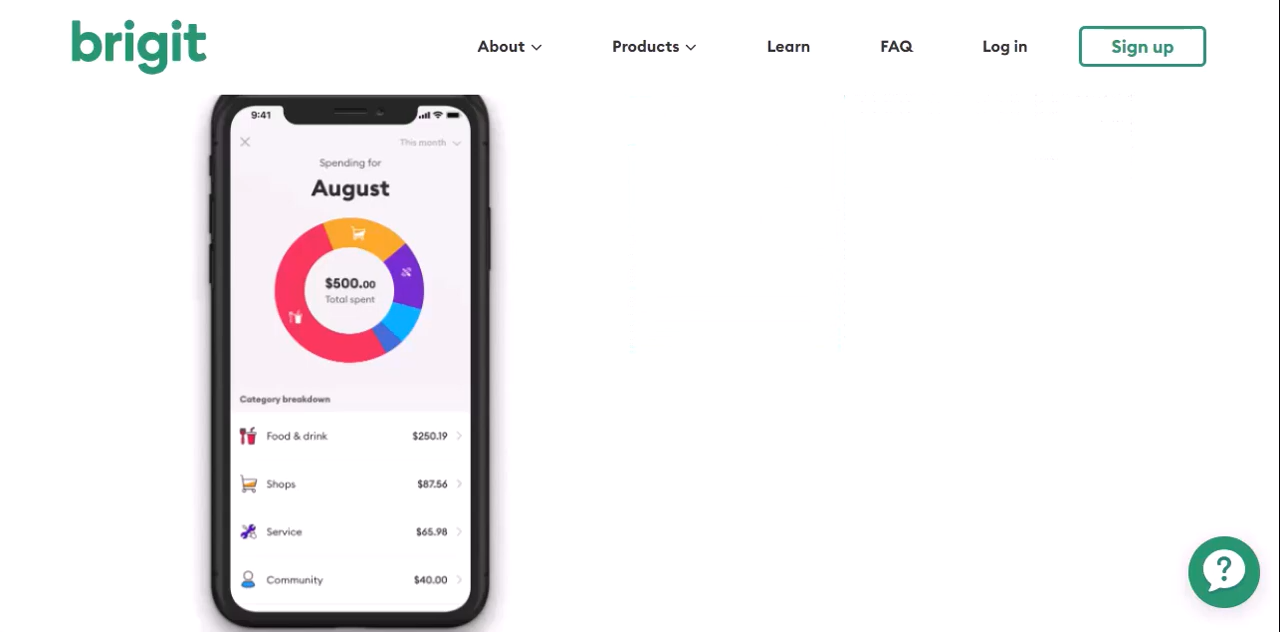 brigit
About
Products
Learn
FAQ
Log in
Sign up
9:41
This month
Spending for
August
$500.00
Total spent
Category breakdown
Food & drink $250.19
Shops $87.56
Service $65.98
Community $40.00
?